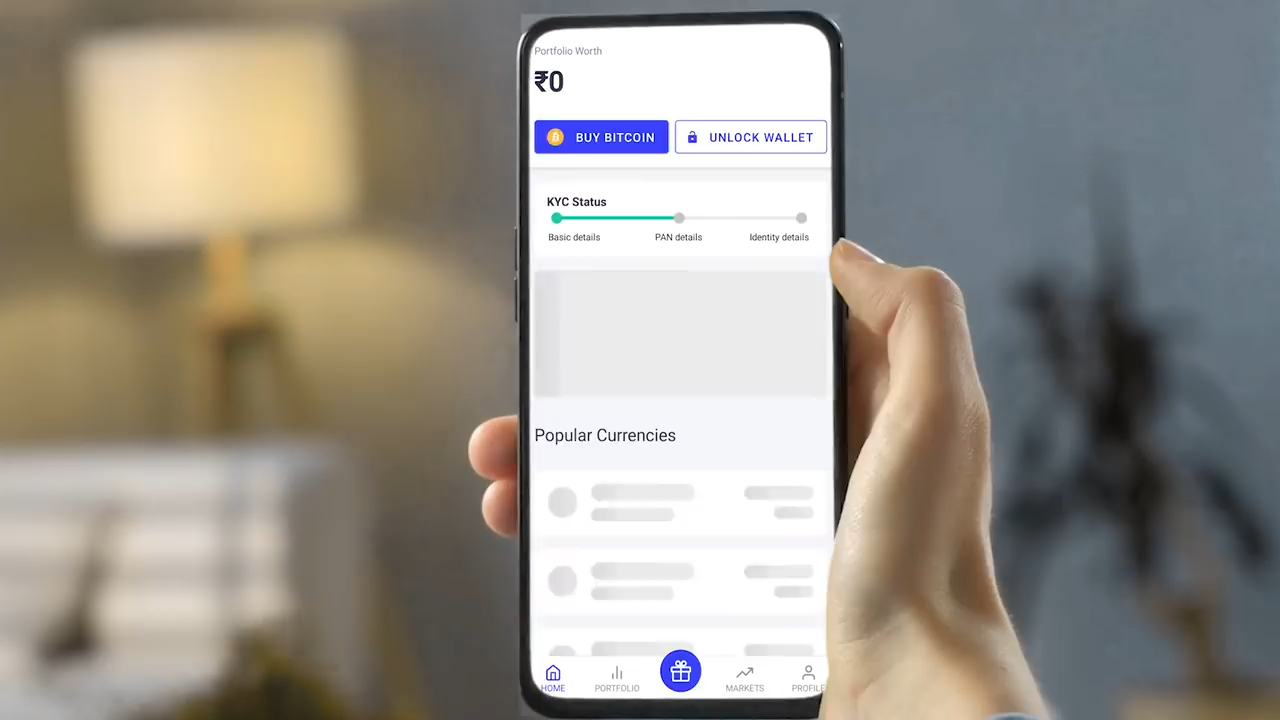 Portfolio Worth
₹0
BUY BITCOIN
UNLOCK WALLET
KYC Status
Basic details PAN details Identity details
Popular Currencies
HOME PORTFOLIO MARKETS PROFILE